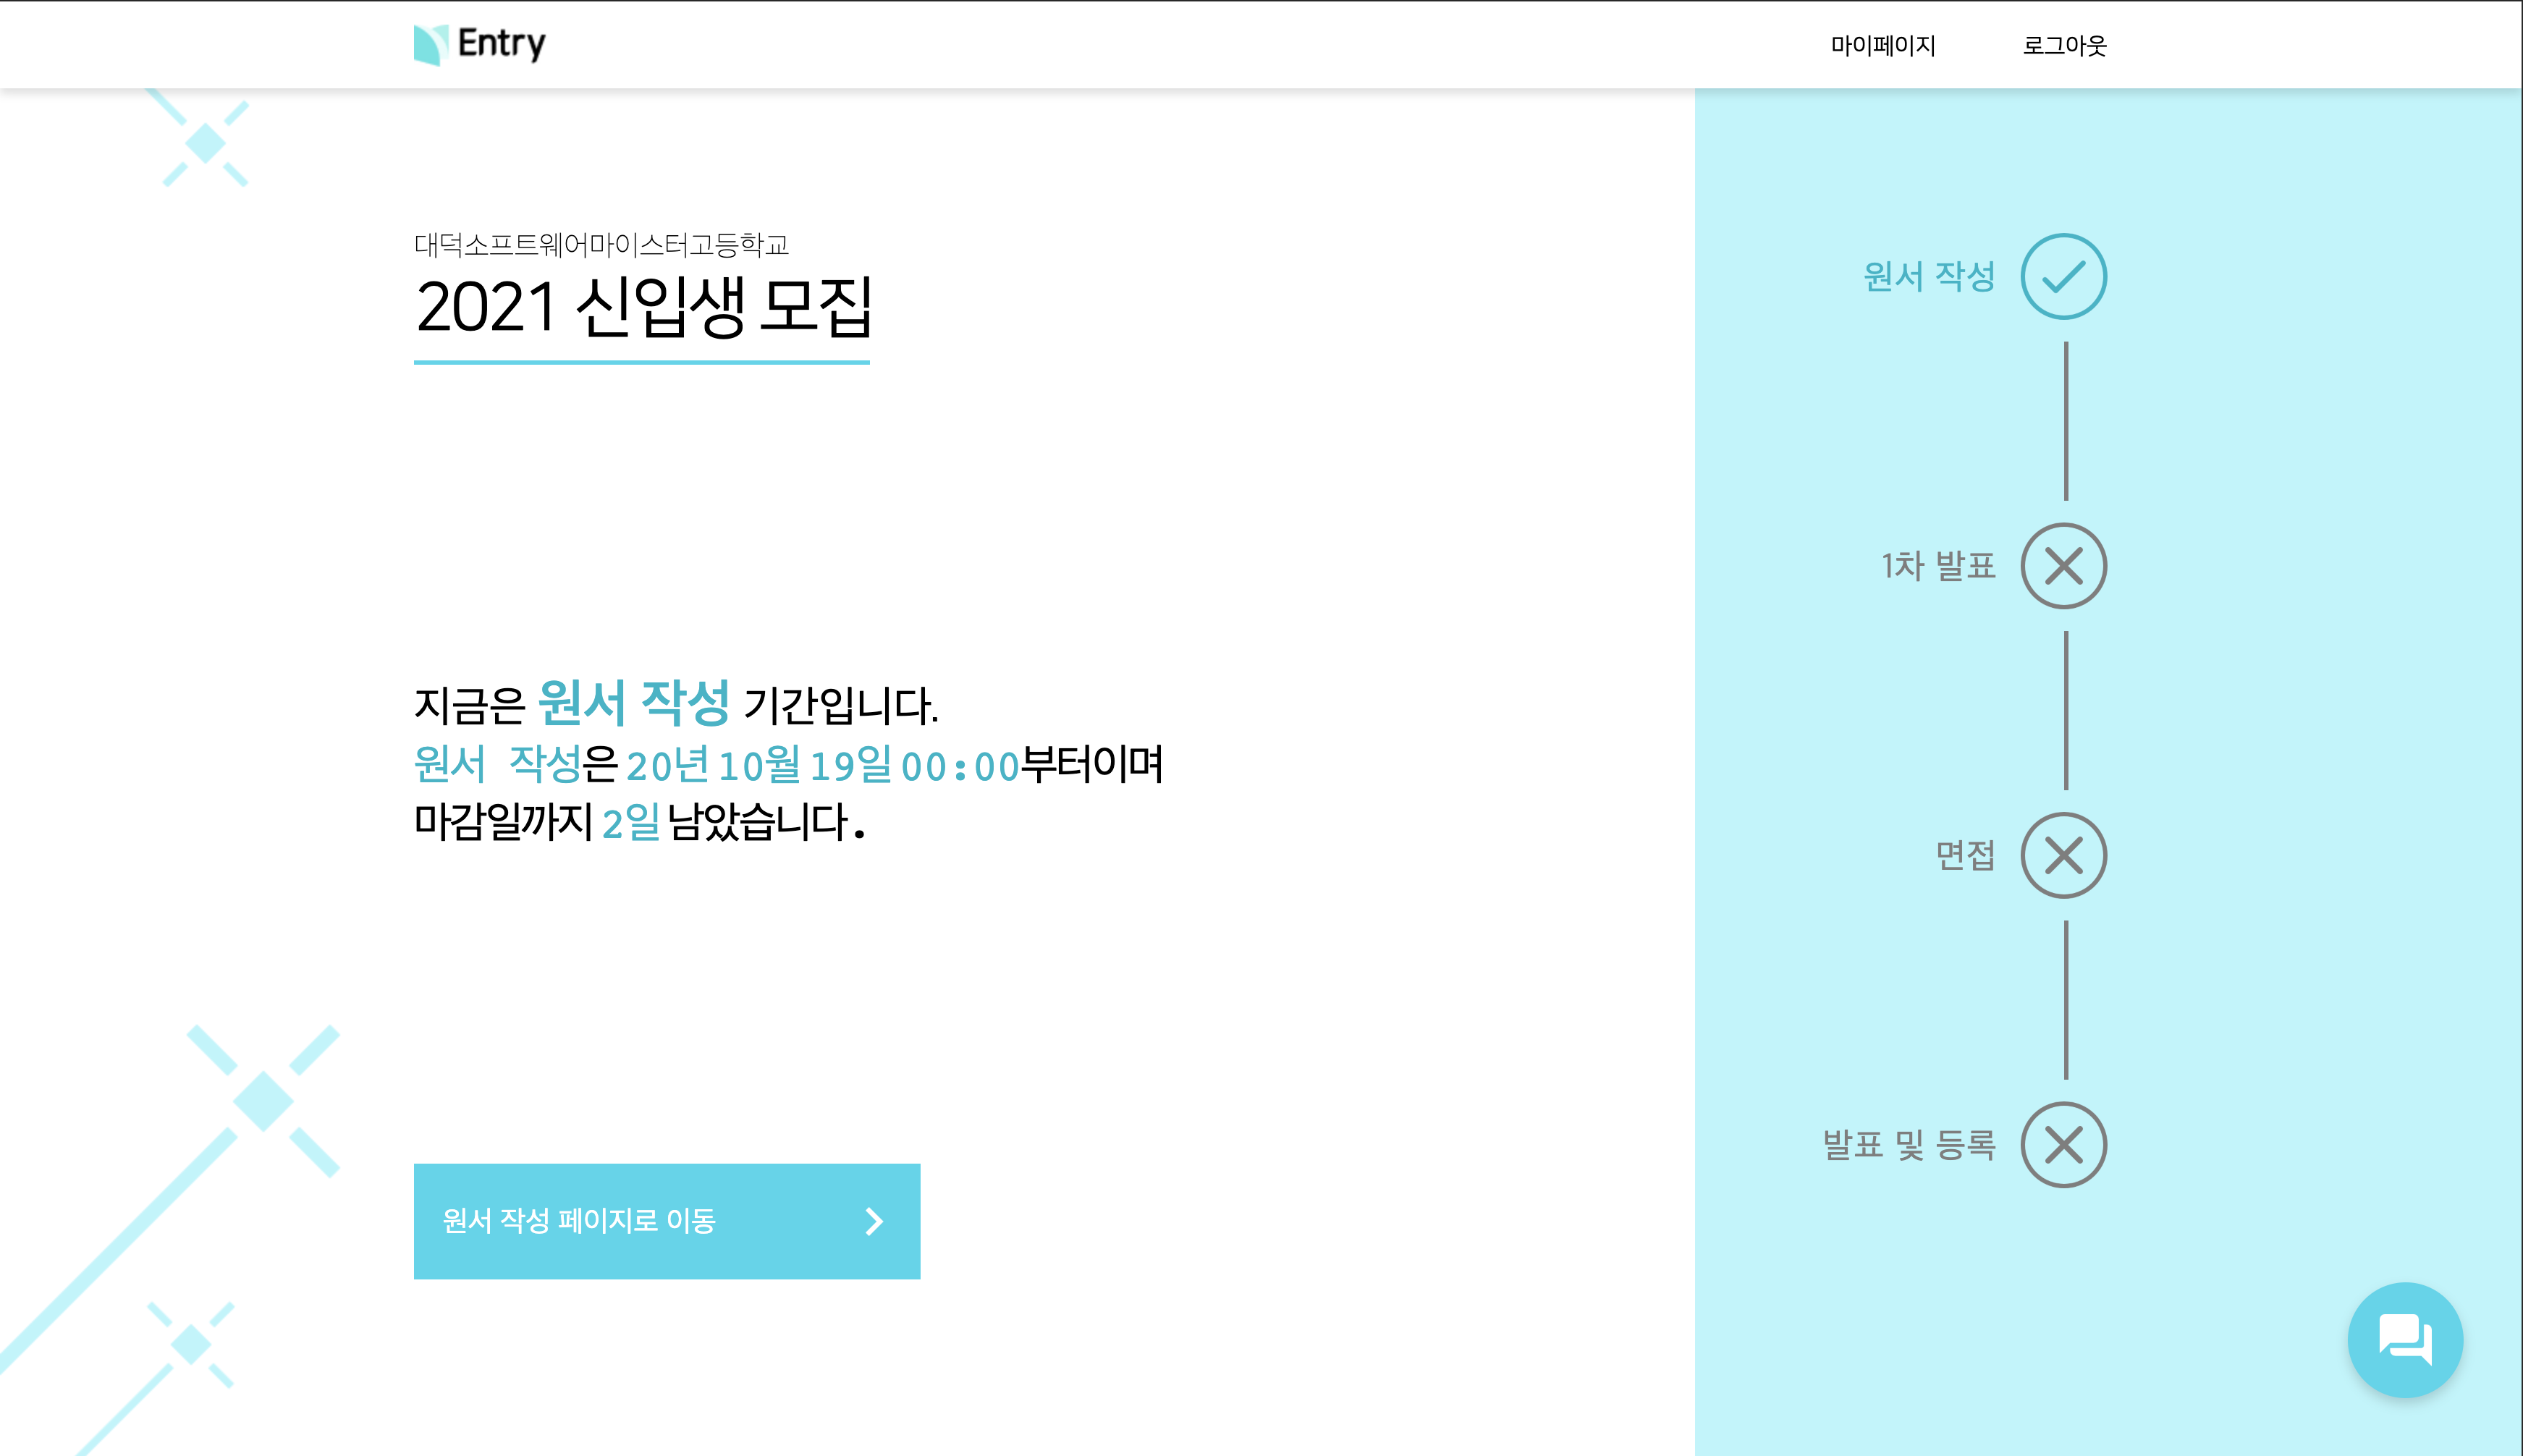 Entry
마이페이지
로그아웃
대덕소프트웨어마이스터고등학교
2021 신입생 모집
지금은 원서 작성 기간입니다.
원서 작성은 20년 10월 19일 00:00부터이며
마감일까지 2일 남았습니다.
원서 작성 페이지로 이동
원서 작성
1차 발표
면접
발표 및 등록